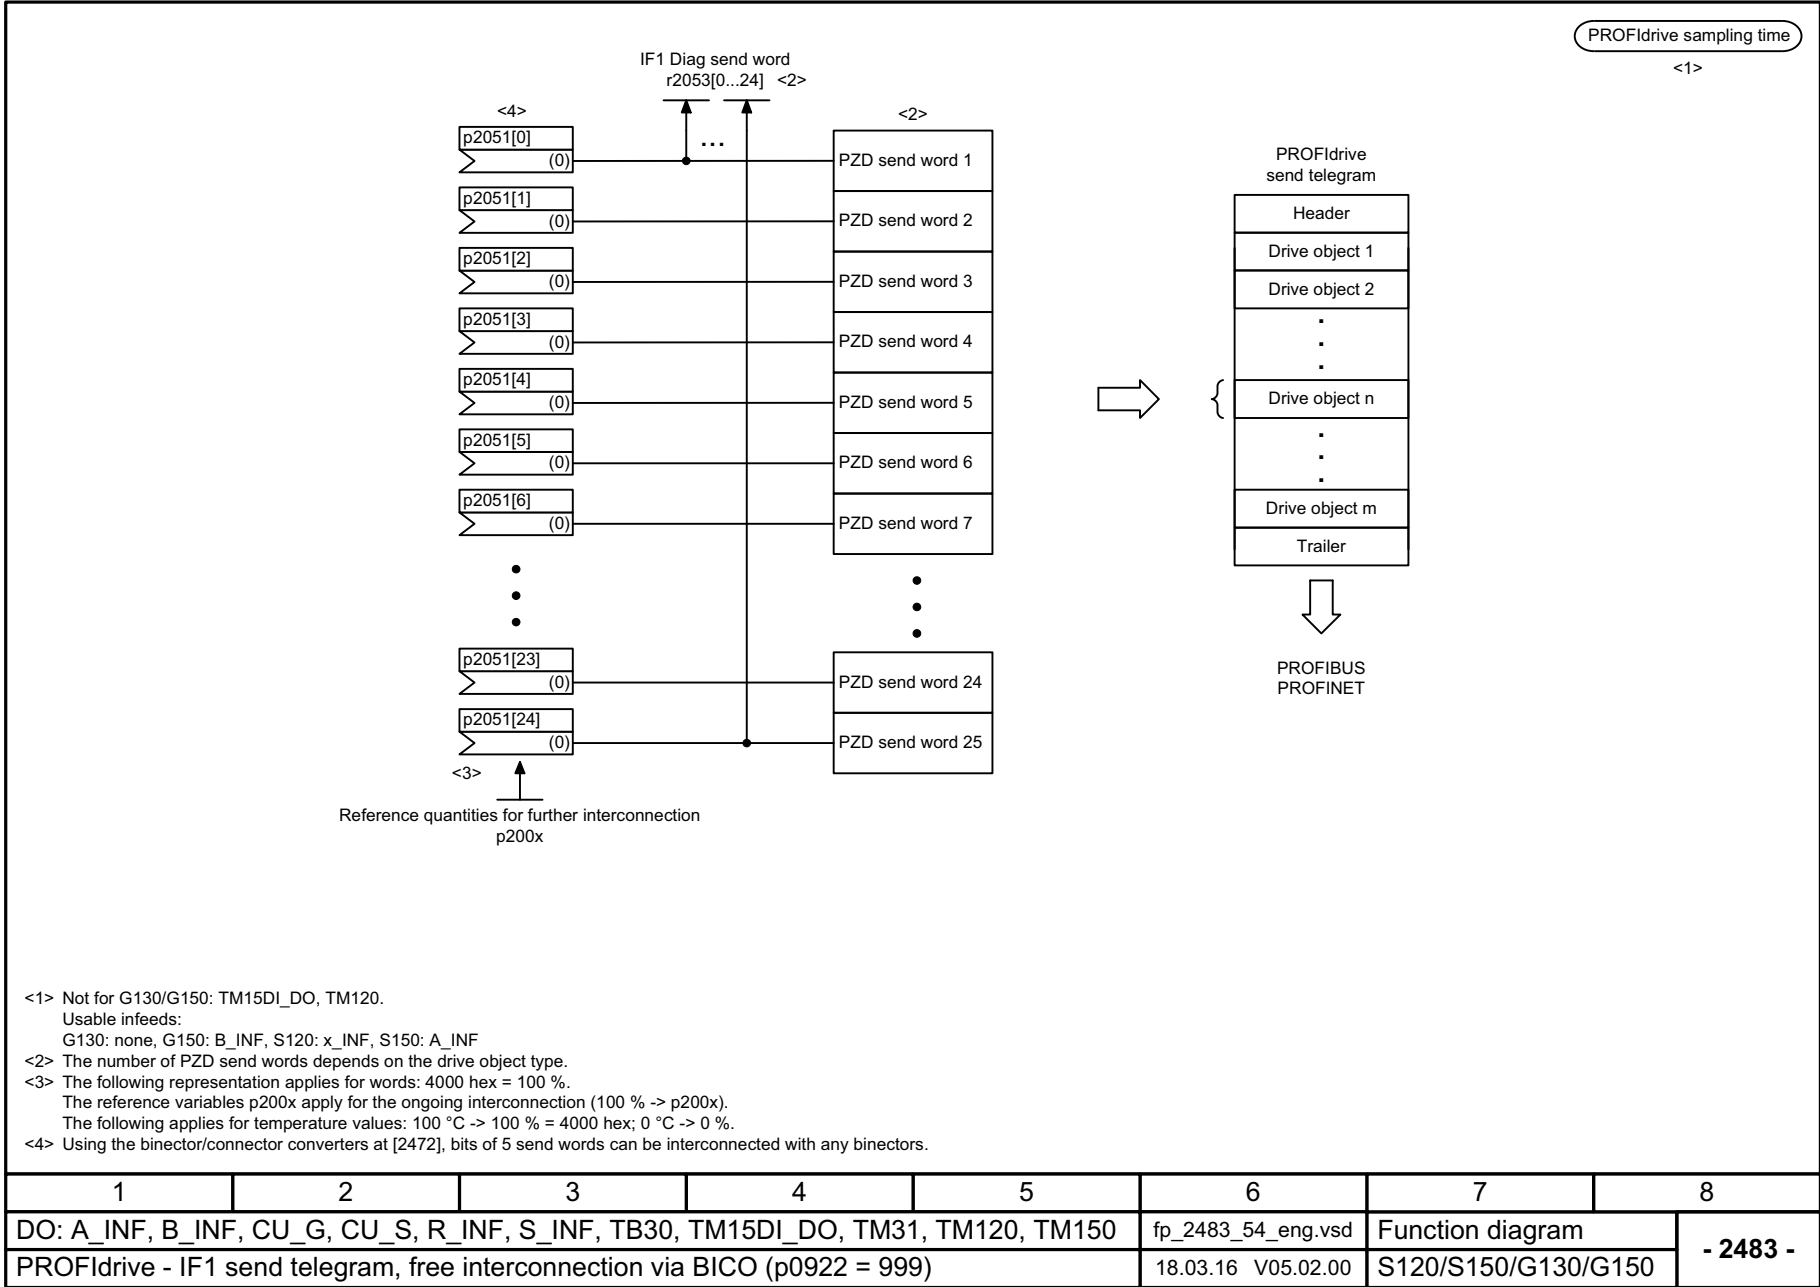 PROFIdrive sampling time
<1>
IF1 Diag send word
r2053[0...24] <2>
<4>
<2>
...
p2051[0]
(0)
PZD send word 1
p2051[1]
(0)
PZD send word 2
p2051[2]
(0)
PZD send word 3
p2051[3]
(0)
PZD send word 4
p2051[4]
(0)
PZD send word 5
p2051[5]
(0)
PZD send word 6
p2051[6]
(0)
PZD send word 7
p2051[23]
(0)
PZD send word 24
p2051[24]
(0)
PZD send word 25
<3>
Reference quantities for further interconnection
p200x
PROFIdrive
send telegram
Header
Drive object 1
Drive object 2
Drive object n
Drive object m
Trailer
PROFIBUS
PROFINET
<1> Not for G130/G150: TM15DI_DO, TM120.
Usable infeeds:
G130: none, G150: B_INF, S120: x_INF, S150: A_INF
<2> The number of PZD send words depends on the drive object type.
<3> The following representation applies for words: 4000 hex = 100 %.
The reference variables p200x apply for the ongoing interconnection (100 % -> p200x).
The following applies for temperature values: 100 °C -> 100 % = 4000 hex; 0 °C -> 0 %.
<4> Using the binector/connector converters at [2472], bits of 5 send words can be interconnected with any binectors.
1 2 3 4 5 6 7 8
DO: A_INF, B_INF, CU_G, CU_S, R_INF, S_INF, TB30, TM15DI_DO, TM31, TM120, TM150
fp_2483_54_eng.vsd
Function diagram
- 2483 -
PROFIdrive - IF1 send telegram, free interconnection via BICO (p0922 = 999)
18.03.16 V05.02.00
S120/S150/G130/G150